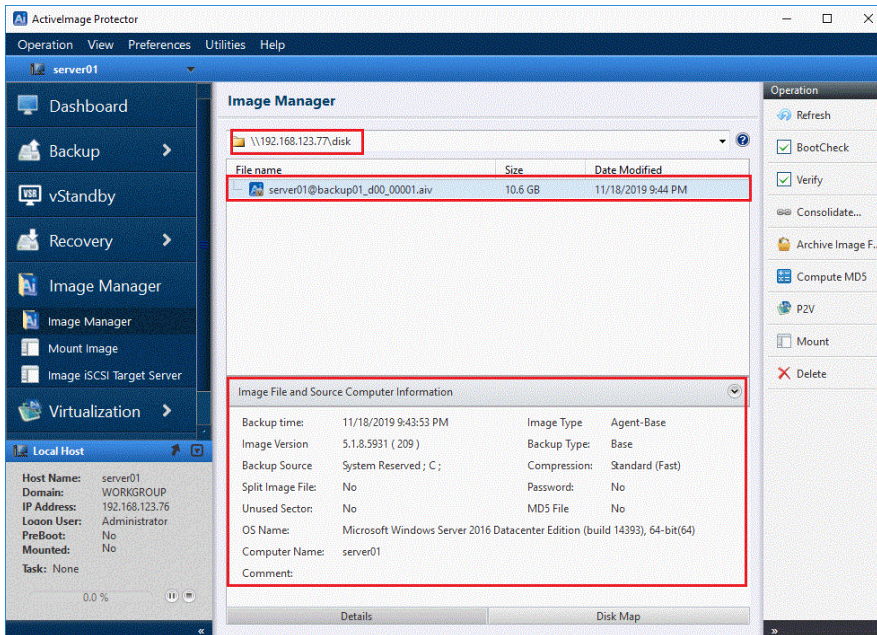 ActiveImage Protector
Operation View Preferences Utilities Help
server01
Dashboard
Backup
vStandby
Recovery
Image Manager
Image Manager
Mount Image
Image iSCSI Target Server
Virtualization
Local Host
Host Name: server01
Domain: WORKGROUP
IP Address: 192.168.123.76
Logon User: Administrator
PreBoot: No
Mounted: No
Task: None
0.0 %
Image Manager
\\192.168.123.77\disk
File name Size Date Modified
server01@backup01_d00_00001.aiv 10.6 GB 11/18/2019 9:44 PM
Image File and Source Computer Information
Backup time: 11/18/2019 9:43:53 PM Image Type Agent-Base
Image Version 5.1.8.5931 ( 209 ) Backup Type: Base
Backup Source System Reserved ; C ; Compression: Standard (Fast)
Split Image File: No Password: No
Unused Sector: No MD5 File No
OS Name: Microsoft Windows Server 2016 Datacenter Edition (build 14393), 64-bit(64)
Computer Name: server01
Comment:
Details Disk Map
Operation
Refresh
BootCheck
Verify
Consolidate...
Archive Image F..
Compute MD5
P2V
Mount
Delete